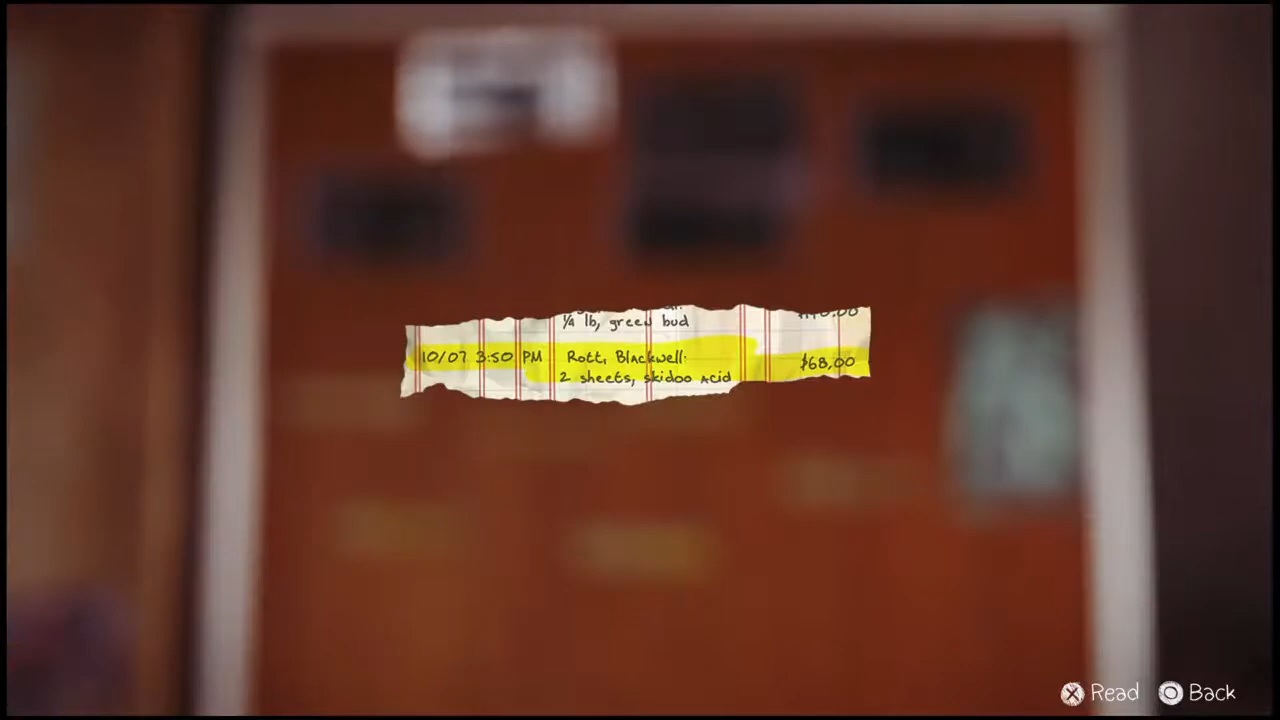 1/4 lb, green bud
10/07 3:50 PM Rott, Blackwell: $68,00
2 sheets, skidoo Acid
Read Back